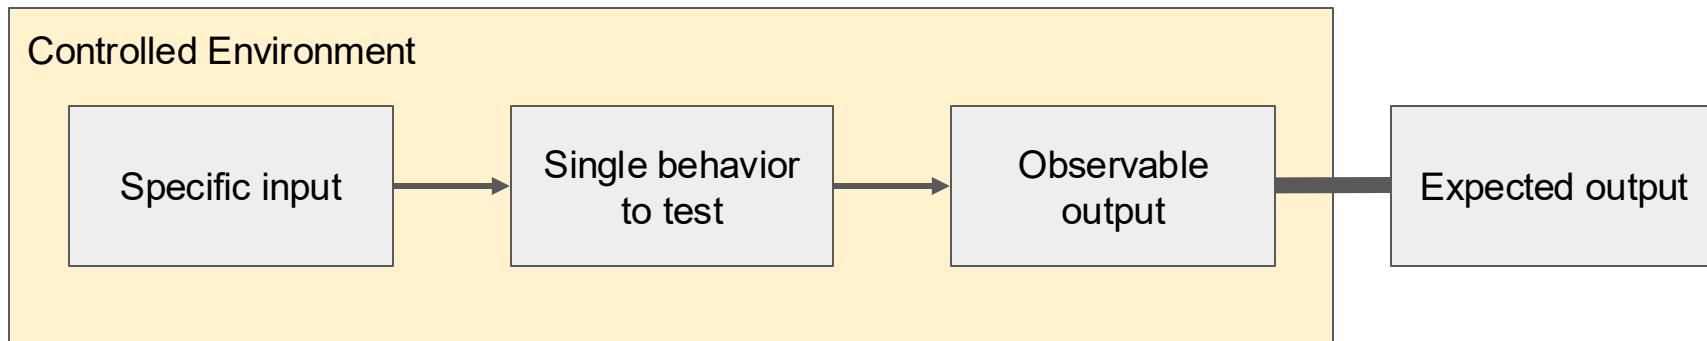 Controlled Environment
Specific input
Single behavior
to test
Observable
output
Expected output